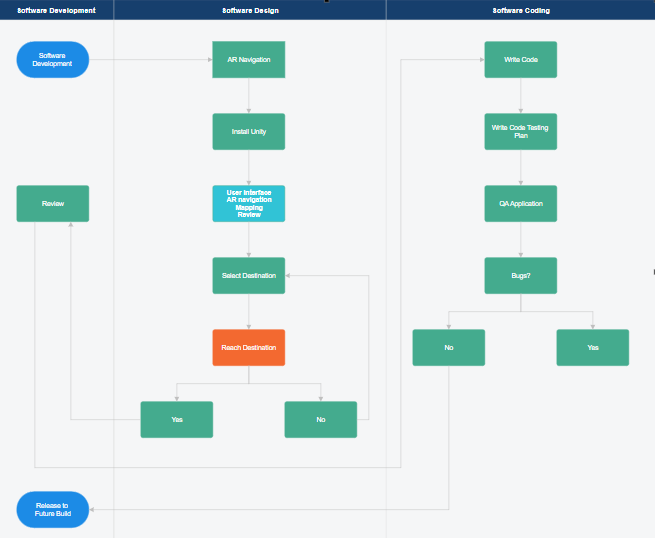 Software Development
Software Design
Software Coding
Software
Development
AR Navigation
Write Code
Install Unity
Write Code Testing
Plan
Review
User Interface
AR navigation
Mapping
Review
QA Application
Select Destination
Bugs?
Reach Destination
No
Yes
Yes
No
Release to
Future Build